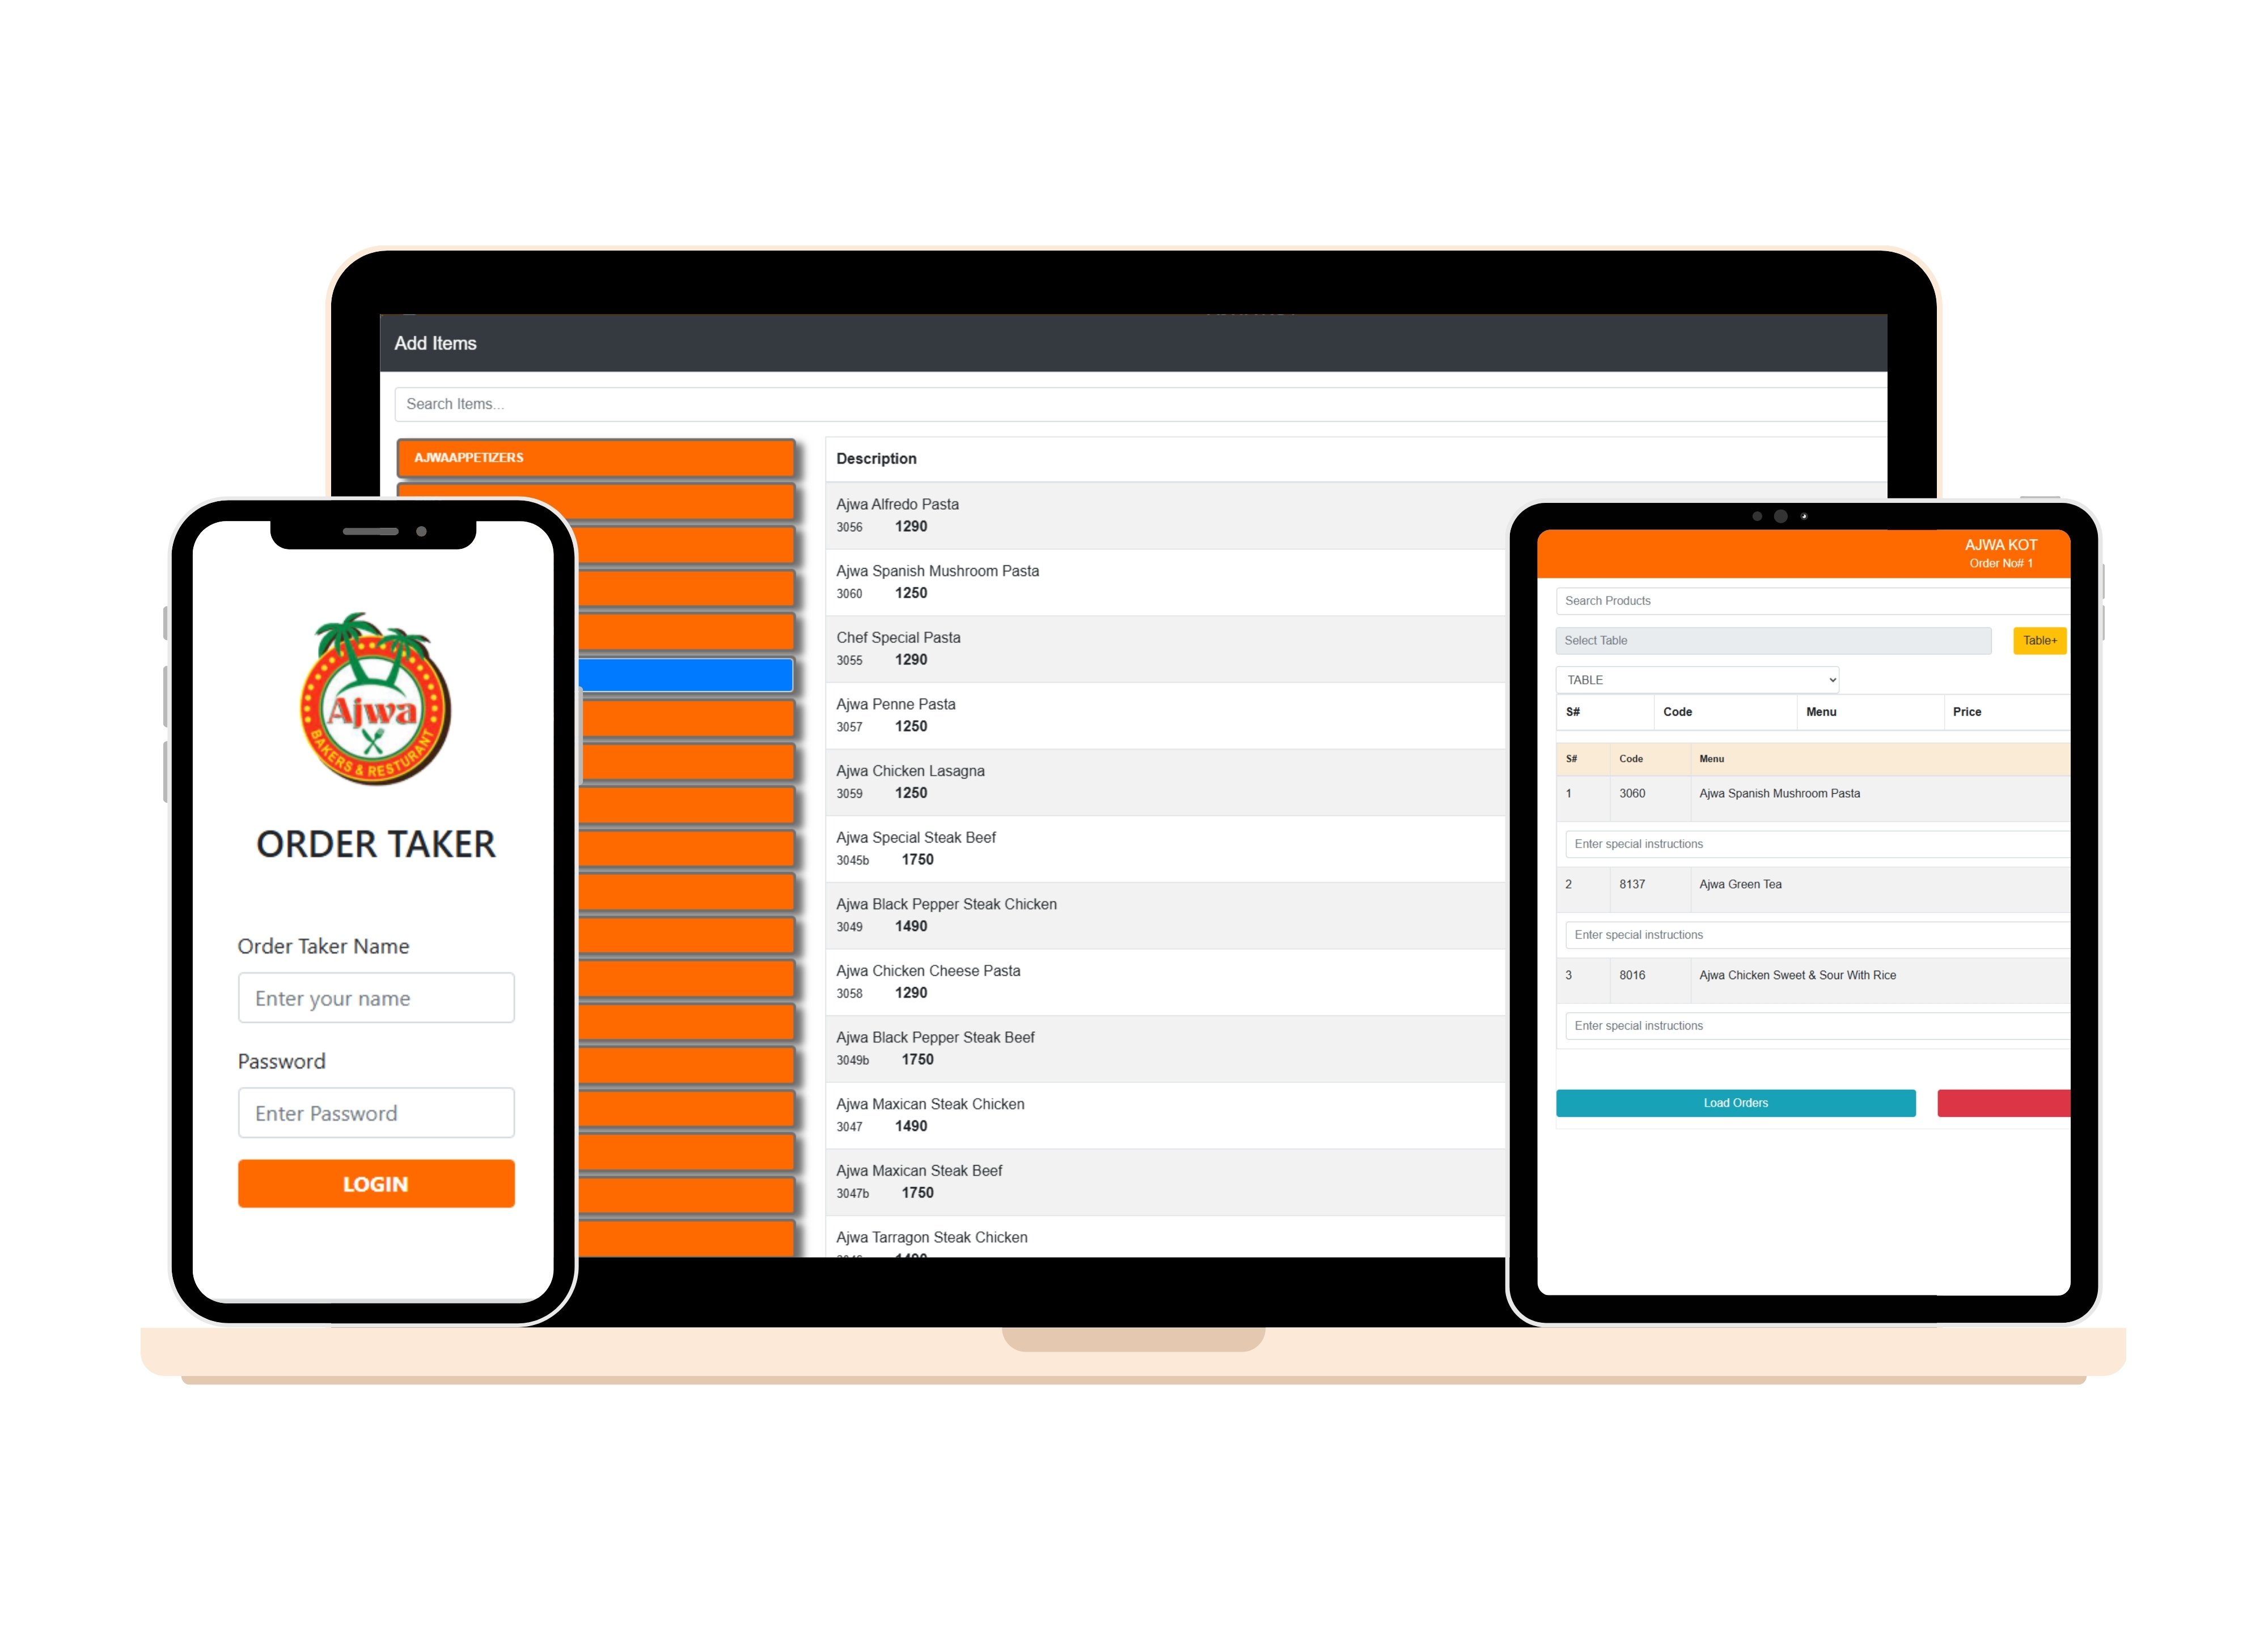 Add Items
Search Items...
AJWAAPPETIZERS
Description
Ajwa Alfredo Pasta
3056 1290
Ajwa Spanish Mushroom Pasta
3060 1250
Chef Special Pasta
3055 1290
Ajwa Penne Pasta
3057 1250
Ajwa Chicken Lasagna
3059 1250
Ajwa Special Steak Beef
3045b 1750
Ajwa Black Pepper Steak Chicken
3049 1490
Ajwa Chicken Cheese Pasta
3058 1290
Ajwa Black Pepper Steak Beef
3049b 1750
Ajwa Maxican Steak Chicken
3047 1490
Ajwa Maxican Steak Beef
3047b 1750
Ajwa Tarragon Steak Chicken
Ajwa
BAKERS & RESTURANT
ORDER TAKER
Order Taker Name
Enter your name
Password
Enter Password
LOGIN
AJWA KOT
Order No# 1
Search Products
Select Table
Table+
TABLE
S# Code Menu Price
S# Code Menu
1 3060 Ajwa Spanish Mushroom Pasta
Enter special instructions
2 8137 Ajwa Green Tea
Enter special instructions
3 8016 Ajwa Chicken Sweet & Sour With Rice
Enter special instructions
Load Orders